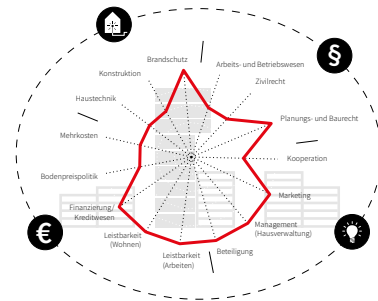 Brandschutz
Arbeits- und Betriebswesen
Konstruktion
Zivilrecht
Haustechnik
§
Planungs- und Baurecht
Mehrkosten
Kooperation
Bodenpreispolitik
Marketing
Finanzierung/
Kreditwesen
Management
(Hausverwaltung)
€
Leistbarkeit
(Wohnen)
Beteiligung
Leistbarkeit
(Arbeiten)